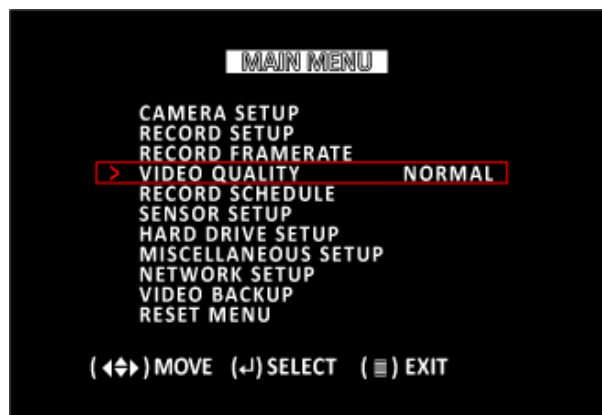 MAIN MENU
CAMERA SETUP
RECORD SETUP
RECORD FRAMERATE
> VIDEO QUALITY NORMAL
RECORD SCHEDULE
SENSOR SETUP
HARD DRIVE SETUP
MISCELLANEOUS SETUP
NETWORK SETUP
VIDEO BACKUP
RESET MENU
( ) MOVE (↵) SELECT (≣) EXIT